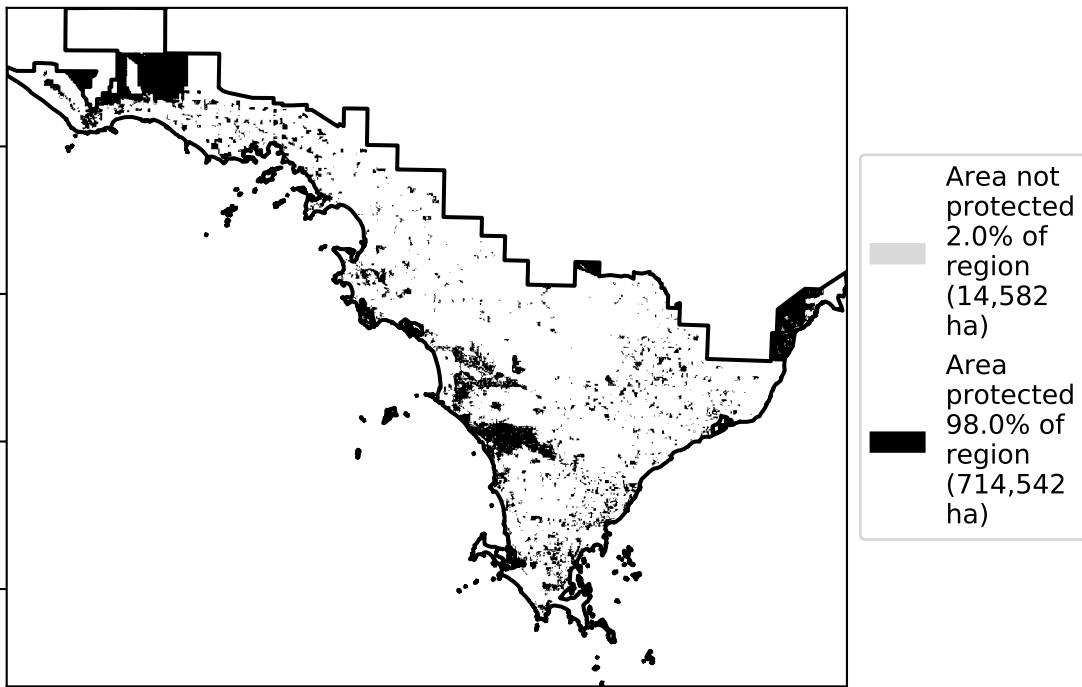 Area not
protected
2.0% of
region
(14,582
ha)
Area
protected
98.0% of
region
(714,542
ha)